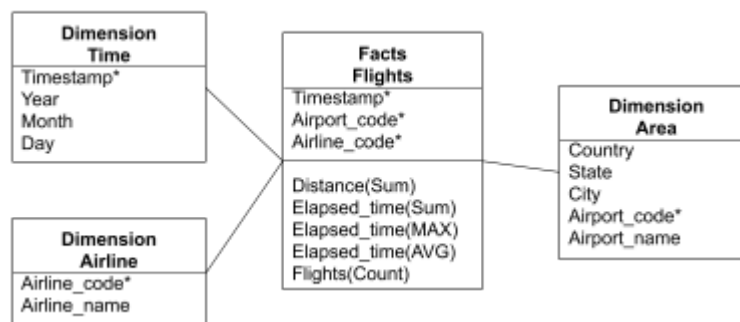 Dimension
Time
Timestamp*
Year
Month
Day
Facts
Flights
Timestamp*
Airport_code*
Airline_code*
Distance(Sum)
Elapsed_time(Sum)
Elapsed_time(MAX)
Elapsed_time(AVG)
Flights(Count)
Dimension
Area
Country
State
City
Airport_code*
Airport_name
Dimension
Airline
Airline_code*
Airline_name